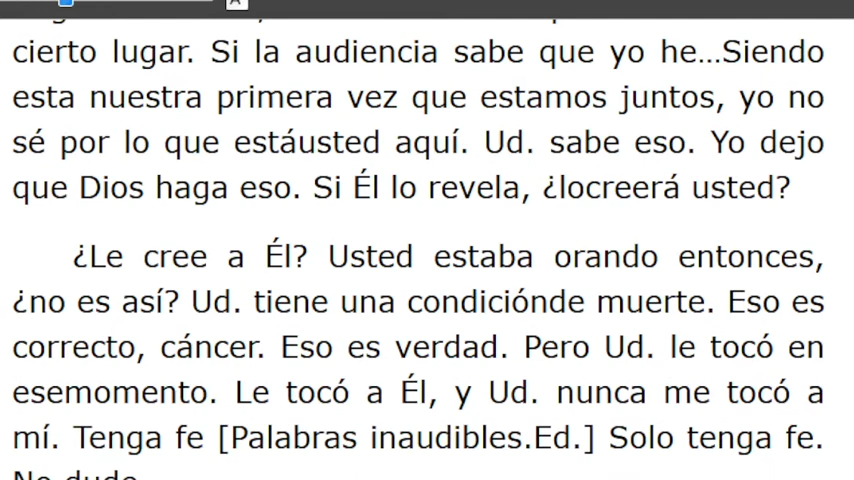 cierto lugar. Si la audiencia sabe que yo he...Siendo
esta nuestra primera vez que estamos juntos, yo no
sé por lo que estáusted aquí. Ud. sabe eso. Yo dejo
que Dios haga eso. Si Él lo revela, ¿locreerá usted?
¿Le cree a Él? Usted estaba orando entonces,
¿no es así? Ud. tiene una condiciónde muerte. Eso es
correcto, cáncer. Eso es verdad. Pero Ud. le tocó en
esemomento. Le tocó a Él, y Ud. nunca me tocó a
mí. Tenga fe [Palabras inaudibles.Ed.] Solo tenga fe.
No dude